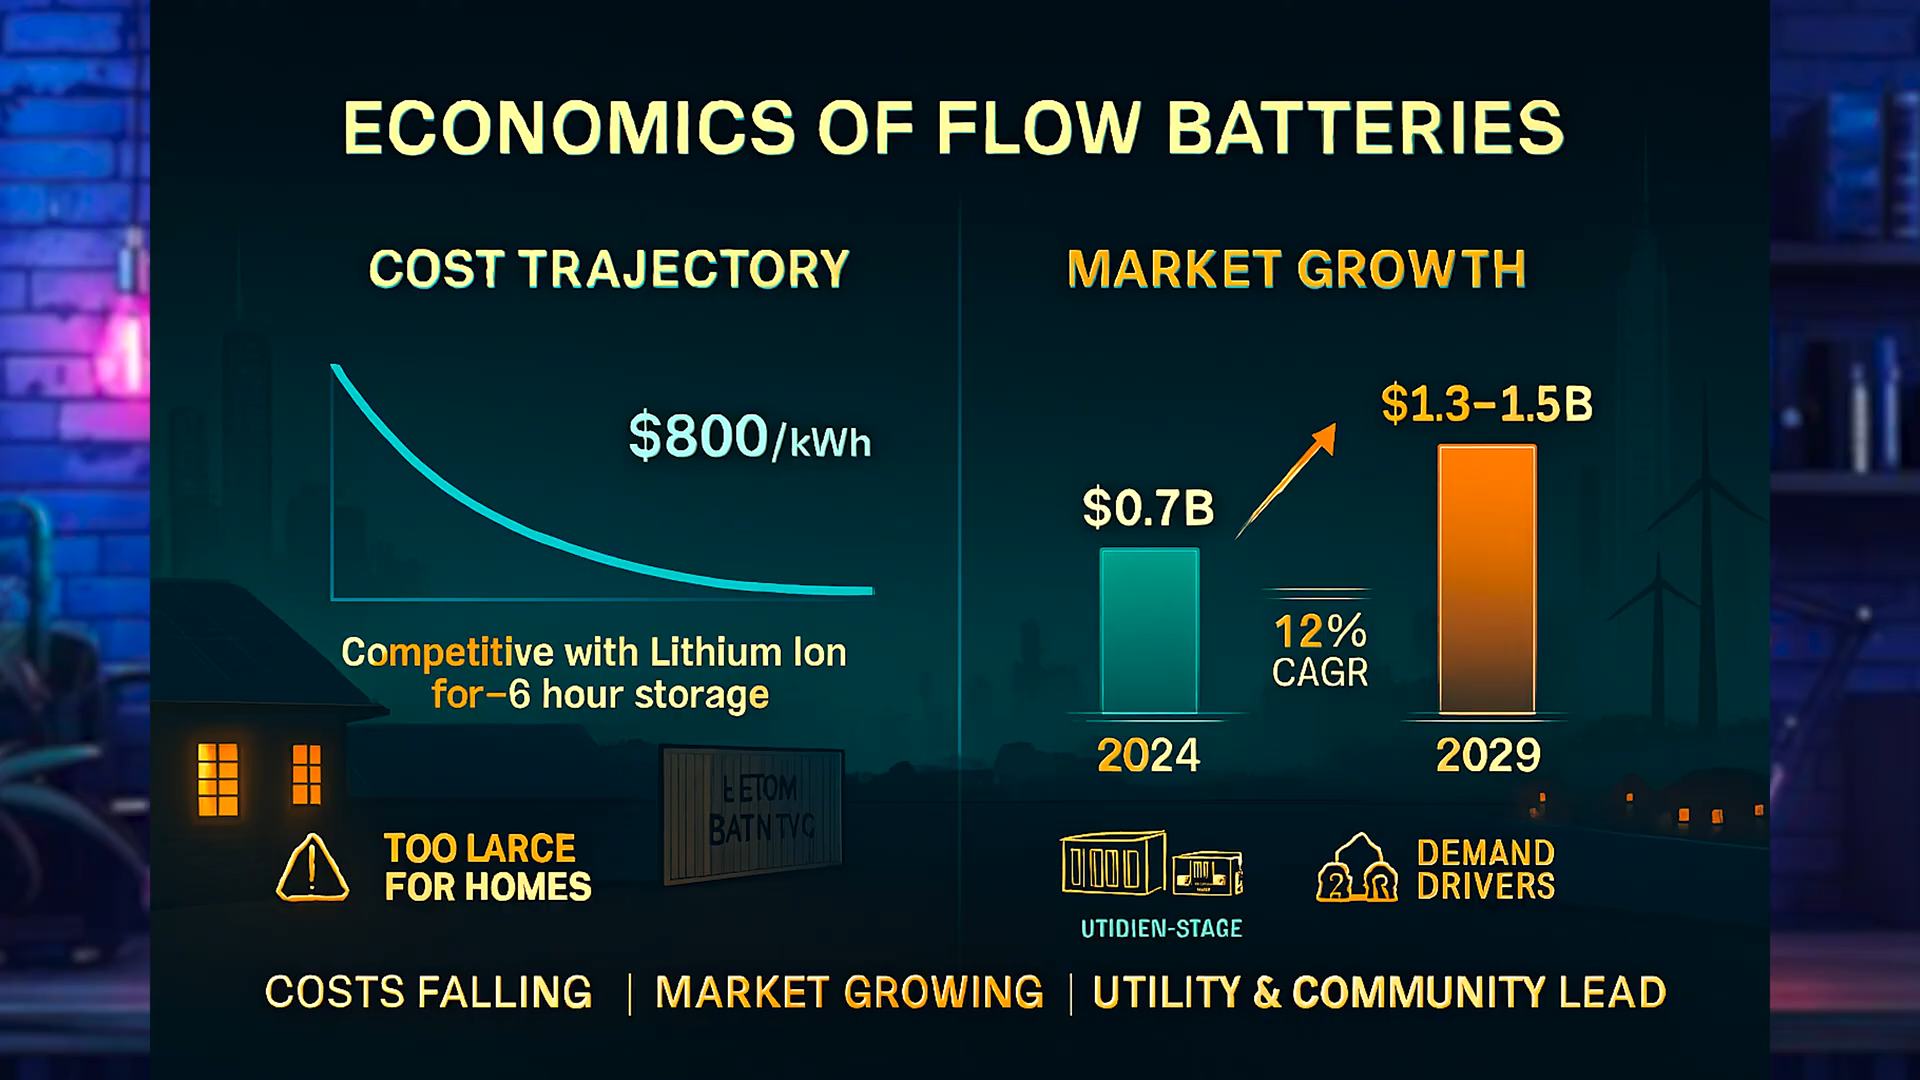 ECONOMICS OF FLOW BATTERIES
COST TRAJECTORY
$800/kWh
Competitive with Lithium Ion
for–6 hour storage
TOO LARCE
FOR HOMES
MARKET GROWTH
$0.7B
$1.3–1.5B
12%
CAGR
2024
2029
UTIDIEN-STAGE
2 R
DEMAND
DRIVERS
COSTS FALLING | MARKET GROWING | UTILITY & COMMUNITY LEAD